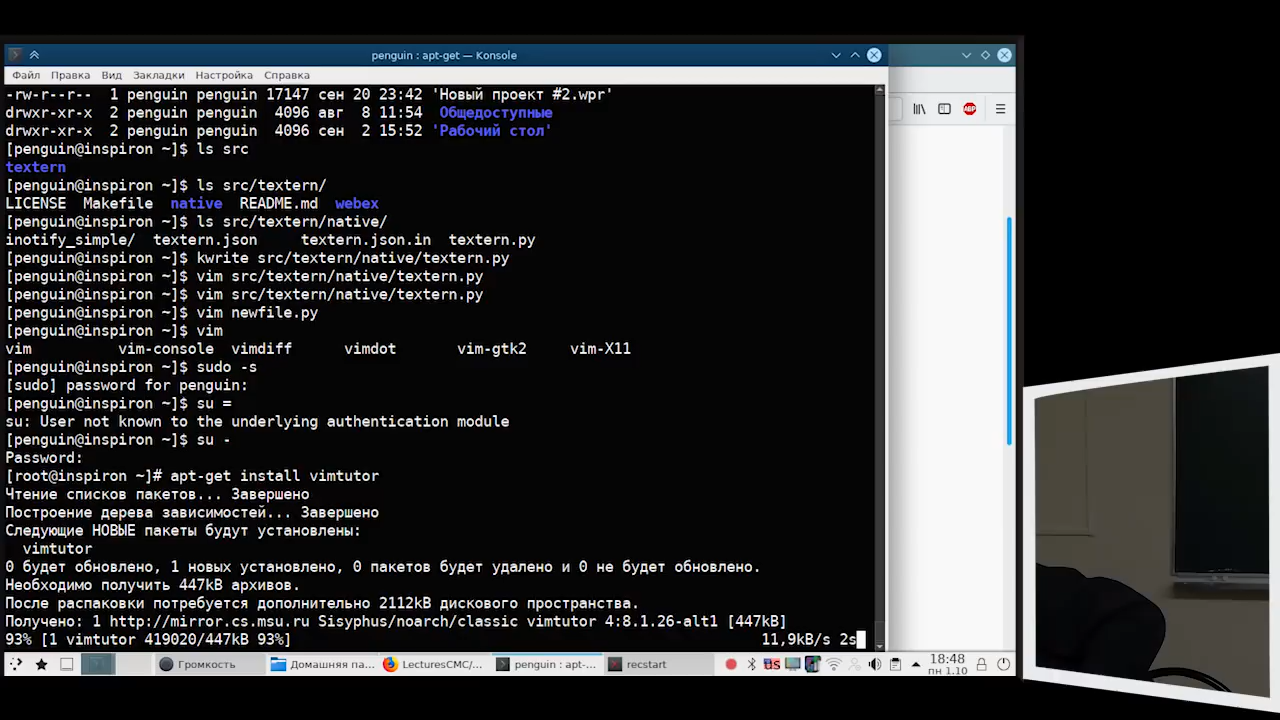 penguin : apt-get — Konsole
Файл Правка Вид Закладки Настройка Справка
-rw-r--r-- 1 penguin penguin 17147 сен 20 23:42 'Новый проект #2.wpr'
drwxr-xr-x 2 penguin penguin 4096 авг 8 11:54 Общедоступные
drwxr-xr-x 2 penguin penguin 4096 сен 2 15:52 'Рабочий стол'
[penguin@inspiron ~]$ ls src
textern
[penguin@inspiron ~]$ ls src/textern/
LICENSE Makefile native README.md webex
[penguin@inspiron ~]$ ls src/textern/native/
inotify_simple/ textern.json textern.json.in textern.py
[penguin@inspiron ~]$ kwrite src/textern/native/textern.py
[penguin@inspiron ~]$ vim src/textern/native/textern.py
[penguin@inspiron ~]$ vim src/textern/native/textern.py
[penguin@inspiron ~]$ vim newfile.py
[penguin@inspiron ~]$ vim
vim vim-console vimdiff vimdot vim-gtk2 vim-X11
[penguin@inspiron ~]$ sudo -s
[sudo] password for penguin:
[penguin@inspiron ~]$ su =
su: User not known to the underlying authentication module
[penguin@inspiron ~]$ su -
Password:
[root@inspiron ~]# apt-get install vimtutor
Чтение списков пакетов... Завершено
Построение дерева зависимостей... Завершено
Следующие НОВЫЕ пакеты будут установлены:
vimtutor
0 будет обновлено, 1 новых установлено, 0 пакетов будет удалено и 0 не будет обновлено.
Необходимо получить 447kB архивов.
После распаковки потребуется дополнительно 2112kB дискового пространства.
Получено: 1 http://mirror.cs.msu.ru Sisyphus/noarch/classic vimtutor 4:8.1.26-alt1 [447kB]
93% [1 vimtutor 419020/447kB 93%] 11,9kB/s 2s
Громкость Домашняя па... LecturesCMC/... penguin : apt-... recstart us 18:48
пн 1.10
ABP